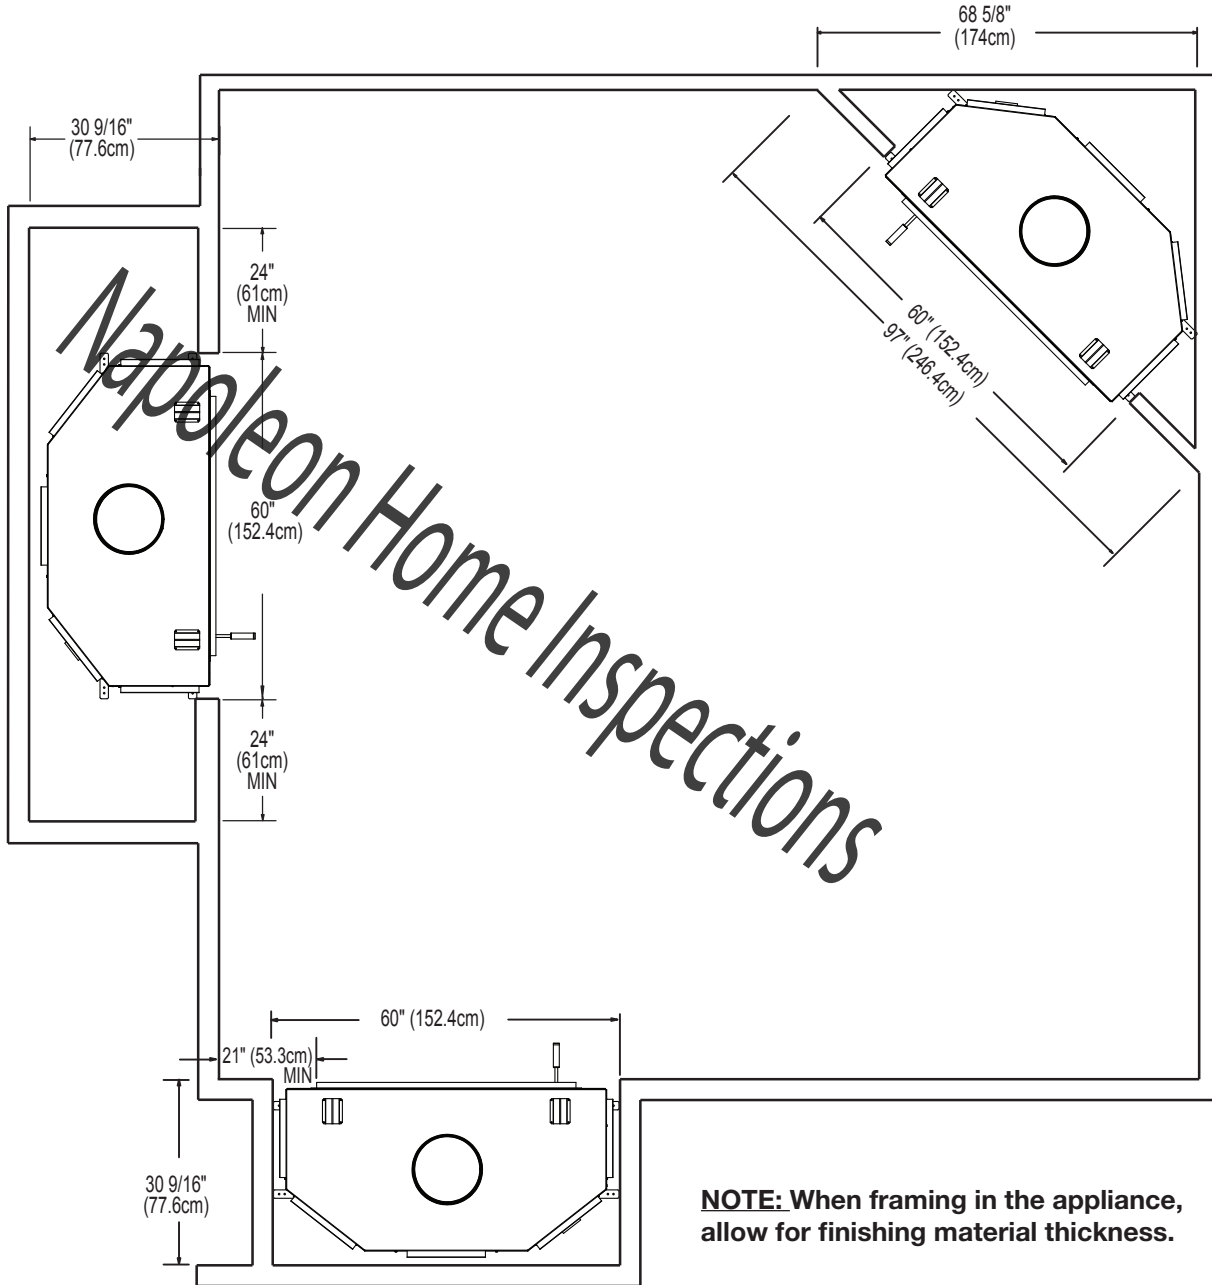 68 5/8"
(174cm)
30 9/16"
(77.6cm)
24"
(61cm)
MIN
60" (152.4cm)
97" (246.4cm)
Napoleon Home Inspections
60"
(152.4cm)
24"
(61cm)
MIN
60" (152.4cm)
21" (53.3cm)
MIN
30 9/16"
(77.6cm)
NOTE: When framing in the appliance,
allow for finishing material thickness.